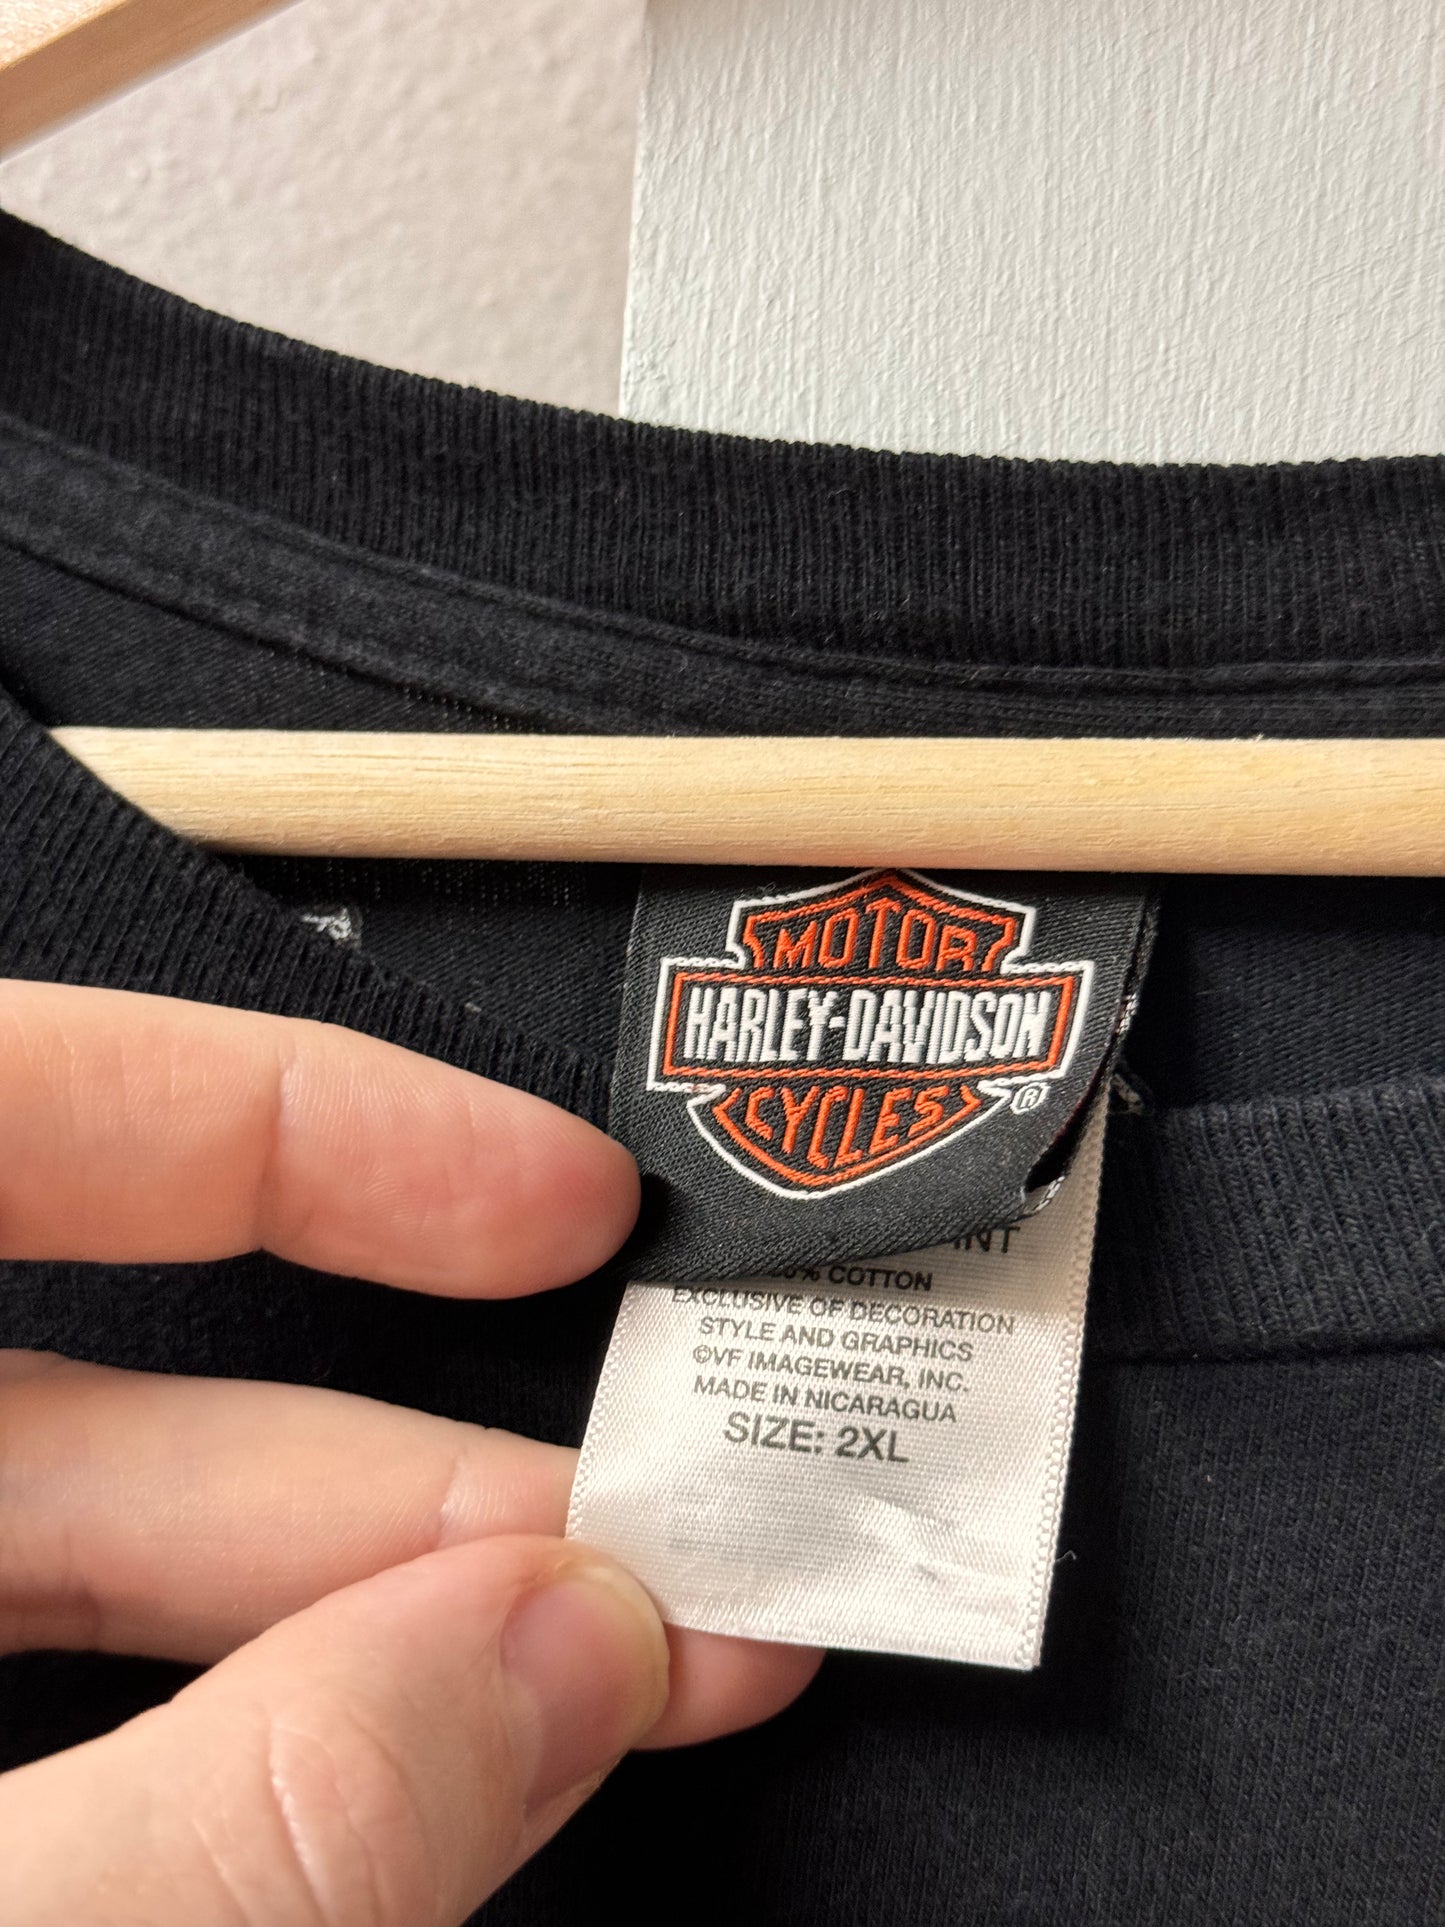 MOTOR
HARLEY-DAVIDSON
CYCLES
®
COTTON
EXCLUSIVE OF DECORATION
STYLE AND GRAPHICS
©VF IMAGEWEAR, INC.
MADE IN NICARAGUA
SIZE: 2XL